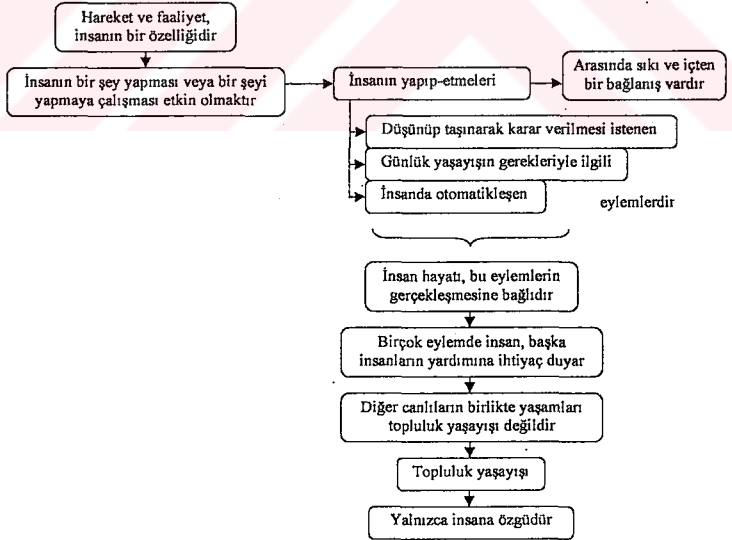 Hareket ve faaliyet,
insanın bir özelliğidir
İnsanın bir şey yapması veya bir şeyi
yapmaya çalışması etkin olmaktır
İnsanın yapıp-etmeleri
Arasında sıkı ve içten
bir bağlanış vardır
Düşünüp taşınarak karar verilmesi istenen
Günlük yaşayışın gerekleriyle ilgili
İnsanda otomatikleşen
eylemlerdir
İnsan hayatı, bu eylemlerin
gerçekleşmesine bağlıdır
Birçok eylemde insan, başka
insanların yardımına ihtiyaç duyar
Diğer canlıların birlikte yaşamları
topluluk yaşayışı değildir
Topluluk yaşayışı
Yalnızca insana özgüdür